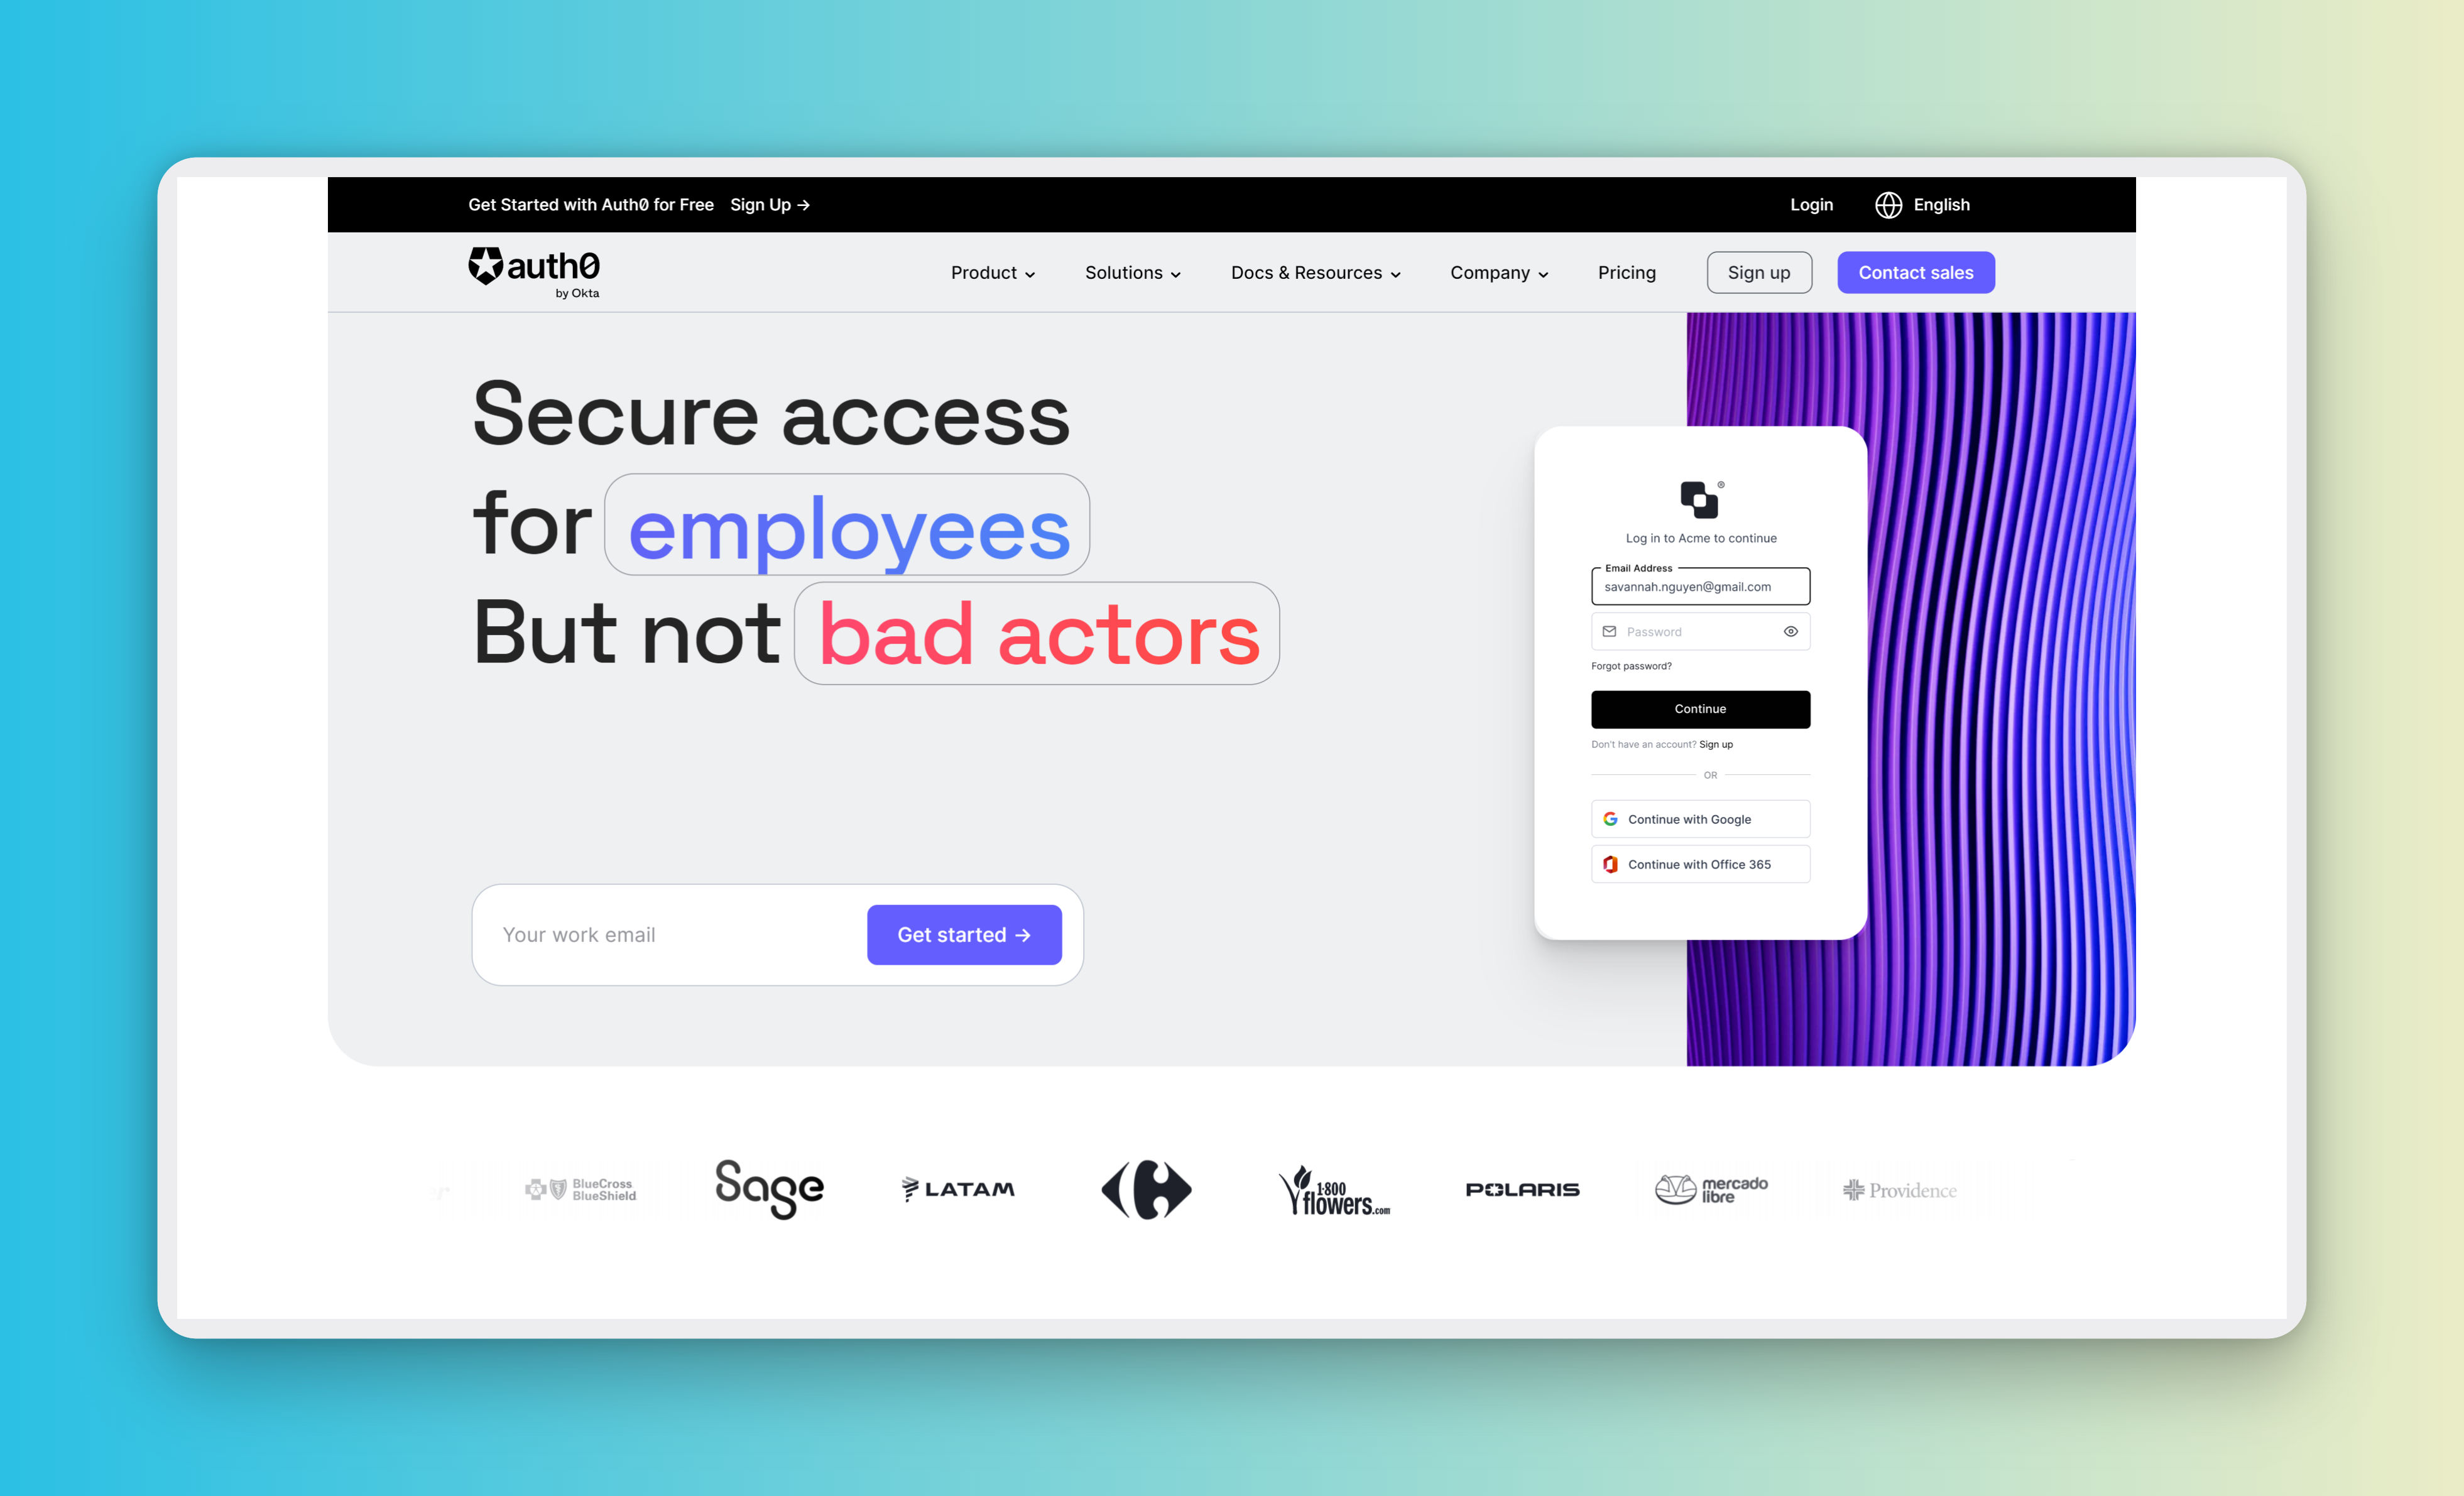 Get Started with Auth0 for Free Sign Up →
Login English
auth0
by Okta
Product Solutions Docs & Resources Company Pricing Sign up Contact sales
Secure access
for employees
But not bad actors
Your work email Get started →
®
Log in to Acme to continue
Email Address
savannah.nguyen@gmail.com
Password
Forgot password?
Continue
Don't have an account? Sign up
OR
Continue with Google
Continue with Office 365
BlueCross
BlueShield
Sage
LATAM
1-800
flowers.com
POLARIS
mercado
libre
Providence